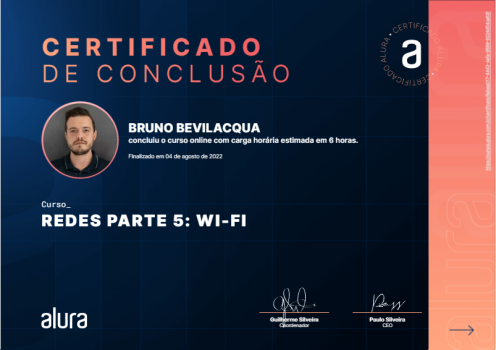 CERTIFICADO
DE CONCLUSÃO
CERTIFICADO ALURA
a
BRUNO BEVILACQUA
concluiu o curso online com carga horária estimada em 6 horas.
Finalizado em 04 de agosto de 2022
Curso_
REDES PARTE 5: WI-FI
alura
Guilherme Silveira
Coordenador
Paulo Silveira
CEO
alura